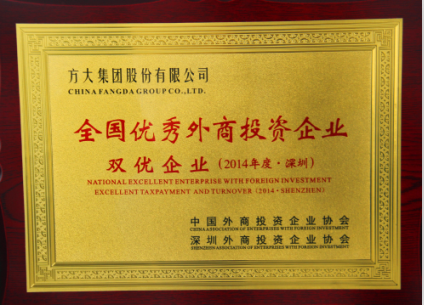 方大集团股份有限公司
CHINA FANGDA GROUP CO.,LTD.
全国优秀外商投资企业
双优企业（2014年度·深圳）
NATIONAL EXCELLENT ENTERPRISE WITH FOREIGN INVESTMENT
EXCELLENT TAXPAYMENT AND TURNOVER (2014·SHENZHEN)
中国外商投资企业协会
CHINA ASSOCIATION OF ENTERPRISES WITH FOREIGN INVESTMENT
深圳外商投资企业协会
SHENZHEN ASSOCIATION OF ENTERPRISES WITH FOREIGN INVESTMENT